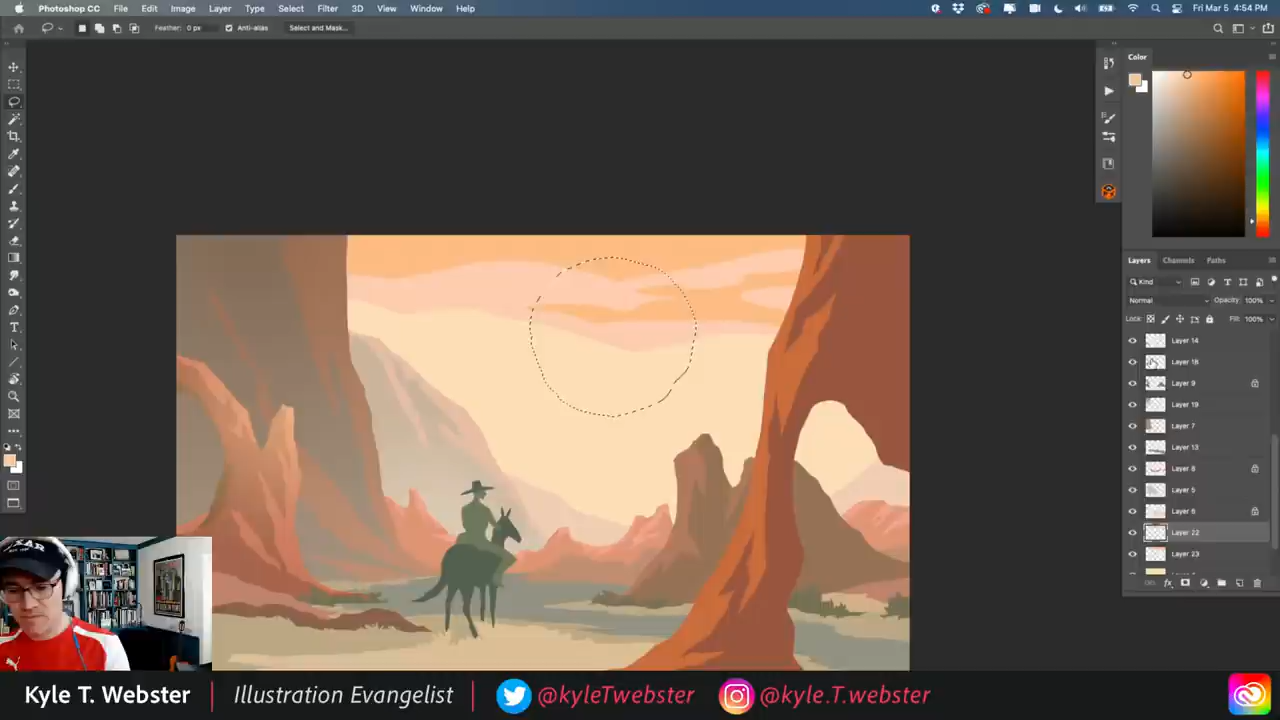 Photoshop CC File Edit Image Layer Type Select Filter 3D View Window Help Fri Mar 5 4:54 PM
Feather: 0 px Anti-alias Select and Mask...
Color
Layers Channels Paths
Kind
Normal Opacity: 100%
Lock: Fill: 100%
Layer 14
Layer 18
Layer 9
Layer 19
Layer 7
Layer 13
Layer 8
Layer 5
Layer 6
Layer 22
Layer 23
Kyle T. Webster | Illustration Evangelist | @kyleTwebster @kyle.T.webster